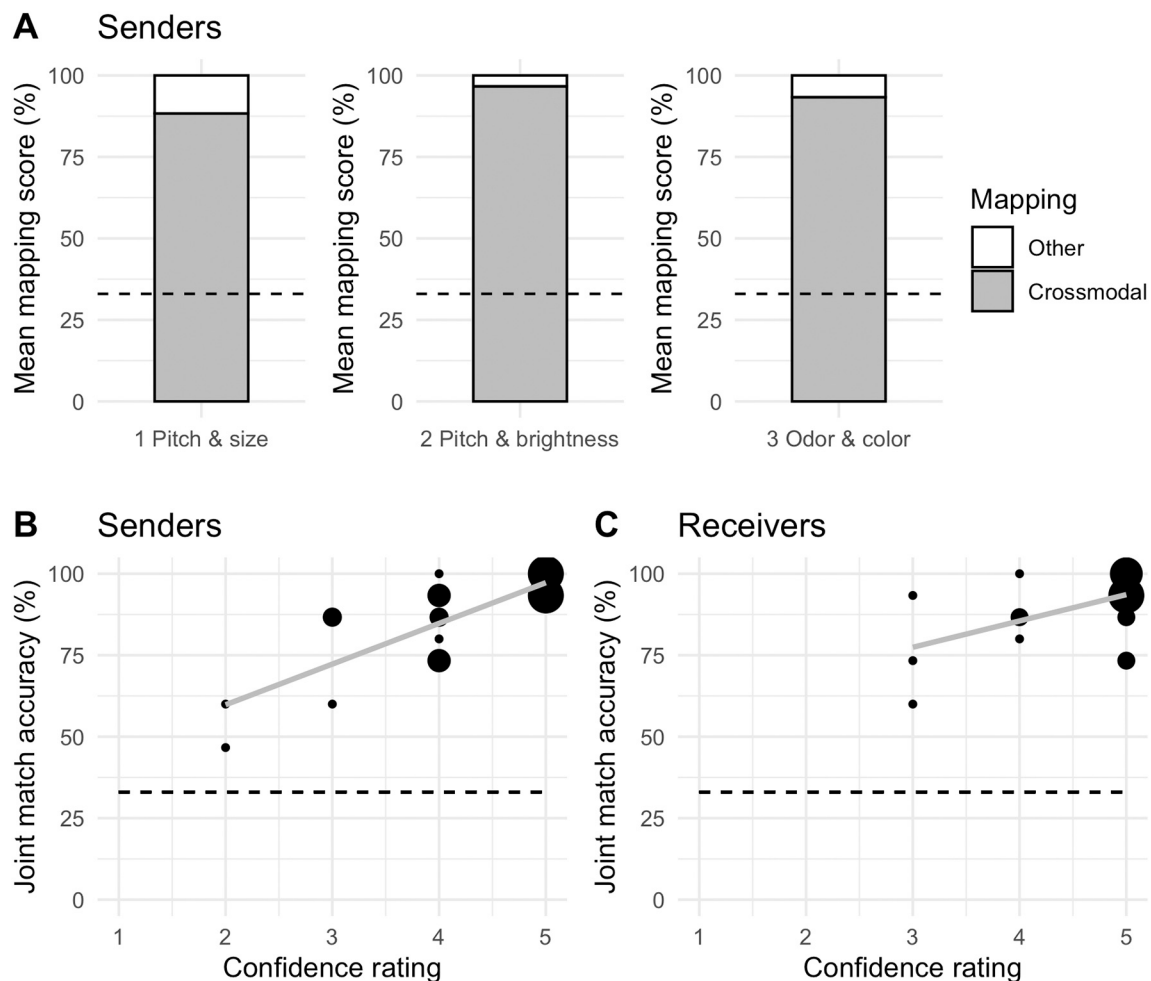 A Senders
Mean mapping score (%)
100
75
50
25
0
1 Pitch & size
Mean mapping score (%)
100
75
50
25
0
2 Pitch & brightness
Mean mapping score (%)
100
75
50
25
0
3 Odor & color
Mapping
Other
Crossmodal
B Senders
Joint match accuracy (%)
100
75
50
25
0
1 2 3 4 5
Confidence rating
C Receivers
Joint match accuracy (%)
100
75
50
25
0
1 2 3 4 5
Confidence rating